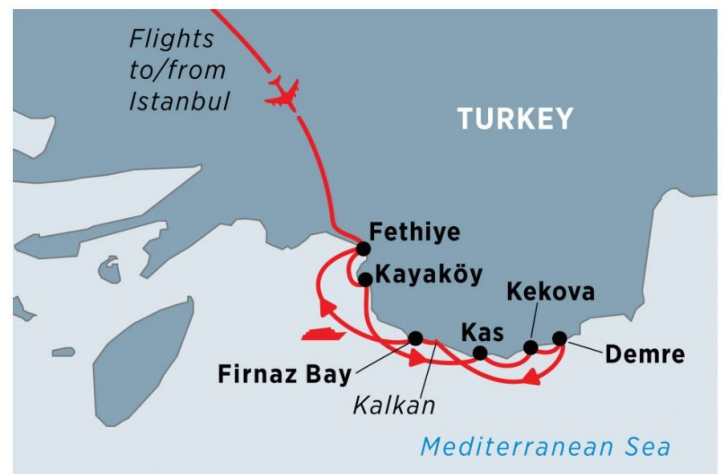 Flights
to/from
Istanbul
TURKEY
Fethiye
Kayaköy
Kekova
Kas
Demre
Firnaz Bay
Kalkan
Mediterranean Sea